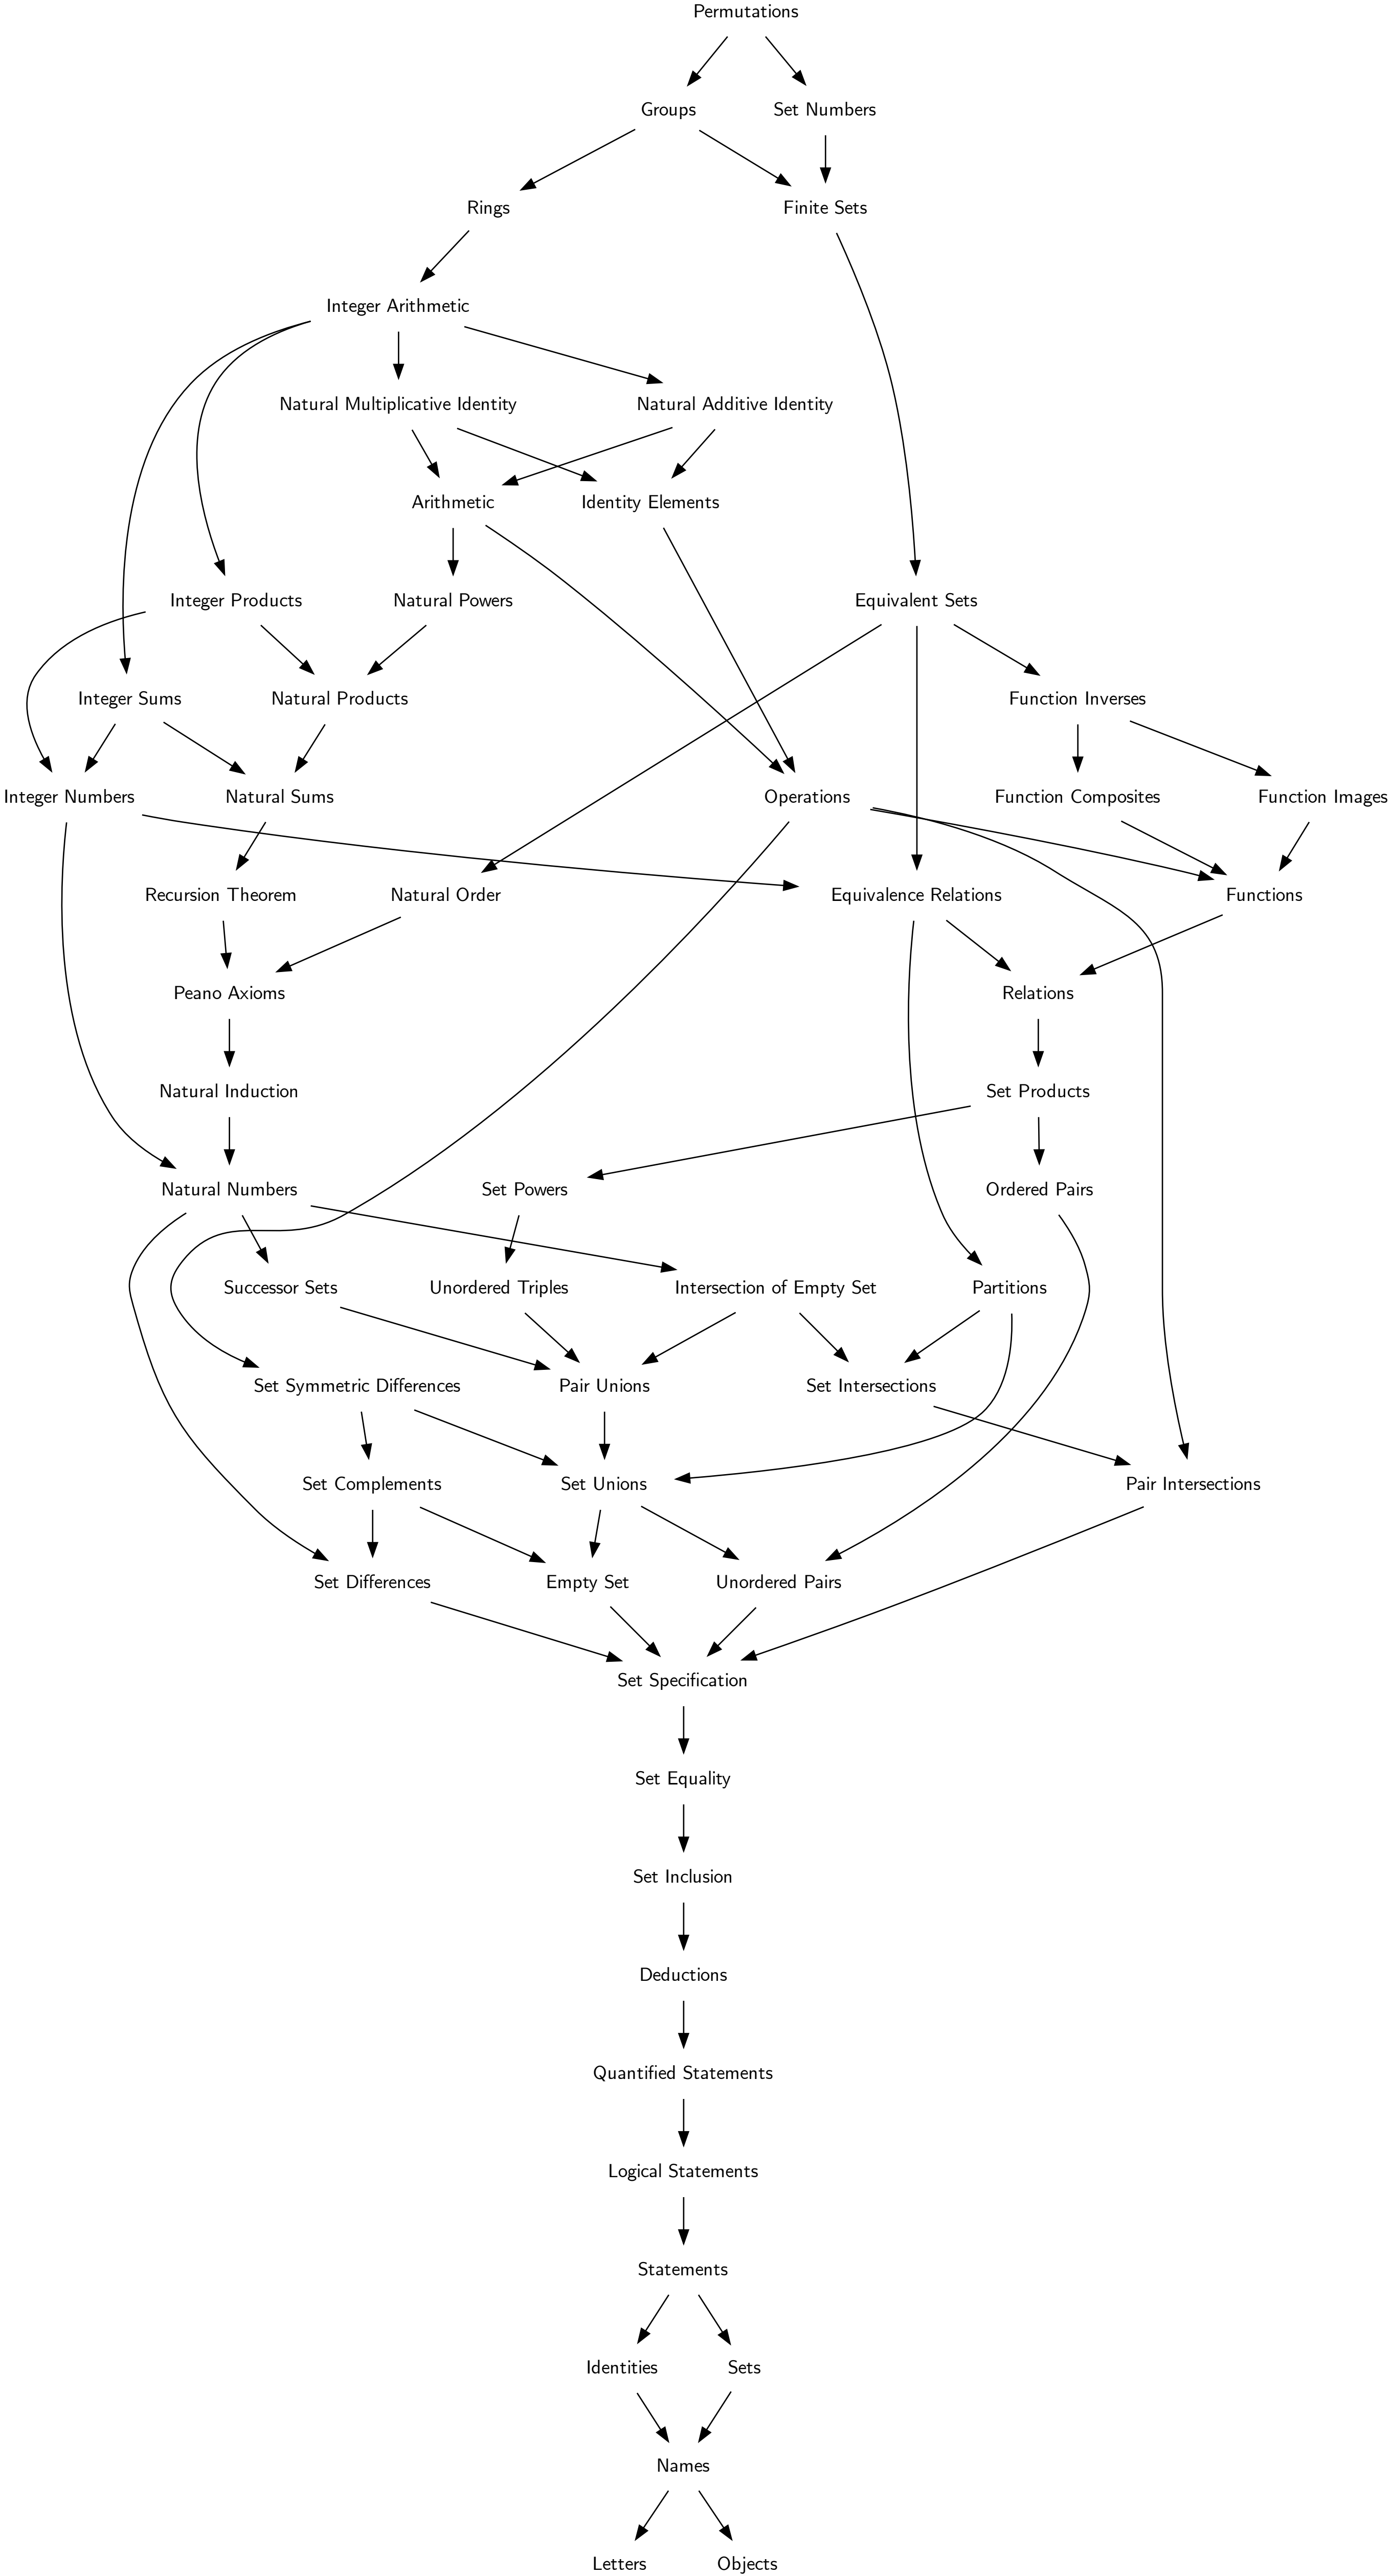 Permutations
Groups
Set Numbers
Rings
Finite Sets
Integer Arithmetic
Natural Multiplicative Identity
Natural Additive Identity
Arithmetic
Identity Elements
Integer Products
Natural Powers
Equivalent Sets
Integer Sums
Natural Products
Function Inverses
Integer Numbers
Natural Sums
Operations
Function Composites
Function Images
Recursion Theorem
Natural Order
Equivalence Relations
Functions
Peano Axioms
Relations
Natural Induction
Set Products
Natural Numbers
Set Powers
Ordered Pairs
Successor Sets
Unordered Triples
Intersection of Empty Set
Partitions
Set Symmetric Differences
Pair Unions
Set Intersections
Set Complements
Set Unions
Pair Intersections
Set Differences
Empty Set
Unordered Pairs
Set Specification
Set Equality
Set Inclusion
Deductions
Quantified Statements
Logical Statements
Statements
Identities
Sets
Names
Letters
Objects